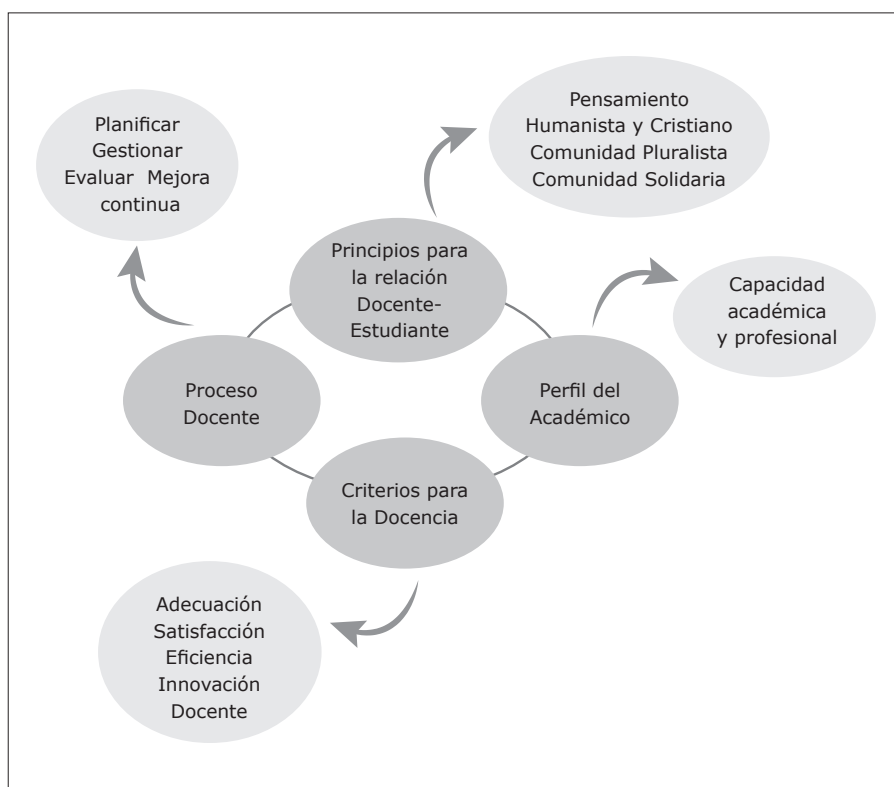 Planificar
Gestionar
Evaluar  Mejora
continua
Pensamiento
Humanista y Cristiano
Comunidad Pluralista
Comunidad Solidaria
Principios para
la relación
Docente-
Estudiante
Capacidad
académica
y profesional
Proceso
Docente
Perfil del
Académico
Criterios para
la Docencia
Adecuación
Satisfacción
Eficiencia
Innovación
Docente